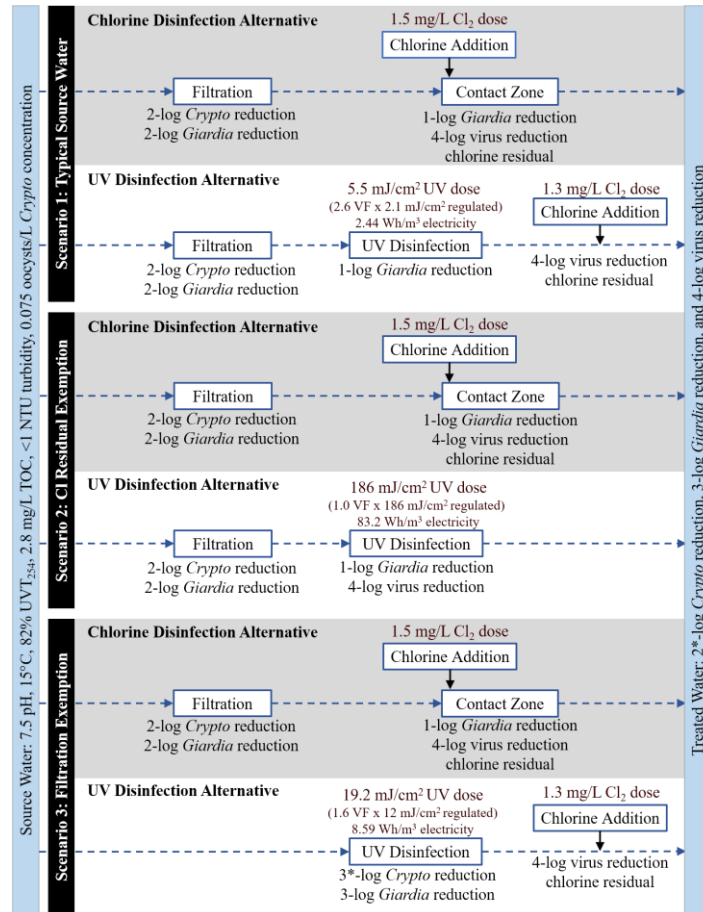 Source Water: 7.5 pH, 15°C, 82% UVT254, 2.8 mg/L TOC, <1 NTU turbidity, 0.075 oocysts/L Crypto concentration
Scenario 1: Typical Source Water
Chlorine Disinfection Alternative
1.5 mg/L Cl2 dose
Chlorine Addition
Filtration
Contact Zone
2-log Crypto reduction
2-log Giardia reduction
1-log Giardia reduction
4-log virus reduction
chlorine residual
UV Disinfection Alternative
5.5 mJ/cm2 UV dose
(2.6 VF x 2.1 mJ/cm2 regulated)
2.44 Wh/m3 electricity
1.3 mg/L Cl2 dose
Chlorine Addition
Filtration
UV Disinfection
2-log Crypto reduction
2-log Giardia reduction
1-log Giardia reduction
4-log virus reduction
chlorine residual
Scenario 2: Cl Residual Exemption
Chlorine Disinfection Alternative
1.5 mg/L Cl2 dose
Chlorine Addition
Filtration
Contact Zone
2-log Crypto reduction
2-log Giardia reduction
1-log Giardia reduction
4-log virus reduction
chlorine residual
UV Disinfection Alternative
186 mJ/cm2 UV dose
(1.0 VF x 186 mJ/cm2 regulated)
83.2 Wh/m3 electricity
Filtration
UV Disinfection
2-log Crypto reduction
2-log Giardia reduction
1-log Giardia reduction
4-log virus reduction
Scenario 3: Filtration Exemption
Chlorine Disinfection Alternative
1.5 mg/L Cl2 dose
Chlorine Addition
Filtration
Contact Zone
2-log Crypto reduction
2-log Giardia reduction
1-log Giardia reduction
4-log virus reduction
chlorine residual
UV Disinfection Alternative
19.2 mJ/cm2 UV dose
(1.6 VF x 12 mJ/cm2 regulated)
8.59 Wh/m3 electricity
1.3 mg/L Cl2 dose
Chlorine Addition
UV Disinfection
3*-log Crypto reduction
3-log Giardia reduction
4-log virus reduction
chlorine residual
Treated Water: 2*-log Crypto reduction, 3-log Giardia reduction, and 4-log virus reduction